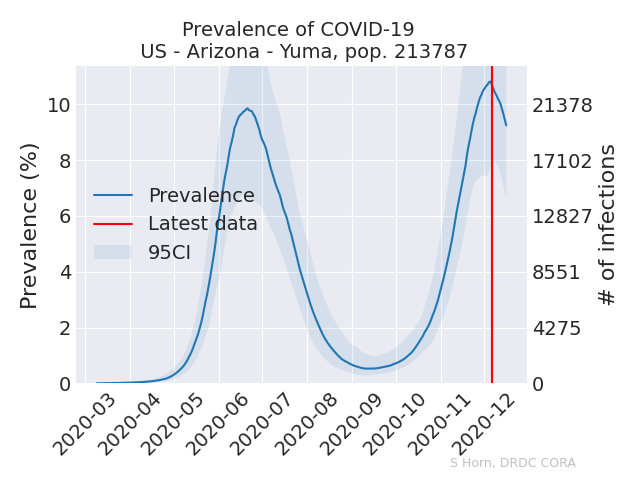 Prevalence of COVID-19
US - Arizona - Yuma, pop. 213787
Prevalence (%)
10
8
6
4
2
0
21378
17102
12827
8551
4275
0
# of infections
Prevalence
Latest data
95CI
2020-03
2020-04
2020-05
2020-06
2020-07
2020-08
2020-09
2020-10
2020-11
2020-12
S Horn, DRDC CORA